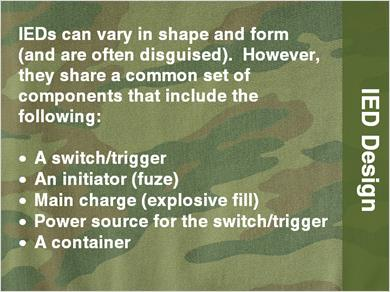 IEDs can vary in shape and form
(and are often disguised).  However,
they share a common set of
components that include the
following:
• A switch/trigger
• An initiator (fuze)
• Main charge (explosive fill)
• Power source for the switch/trigger
• A container
IED Design